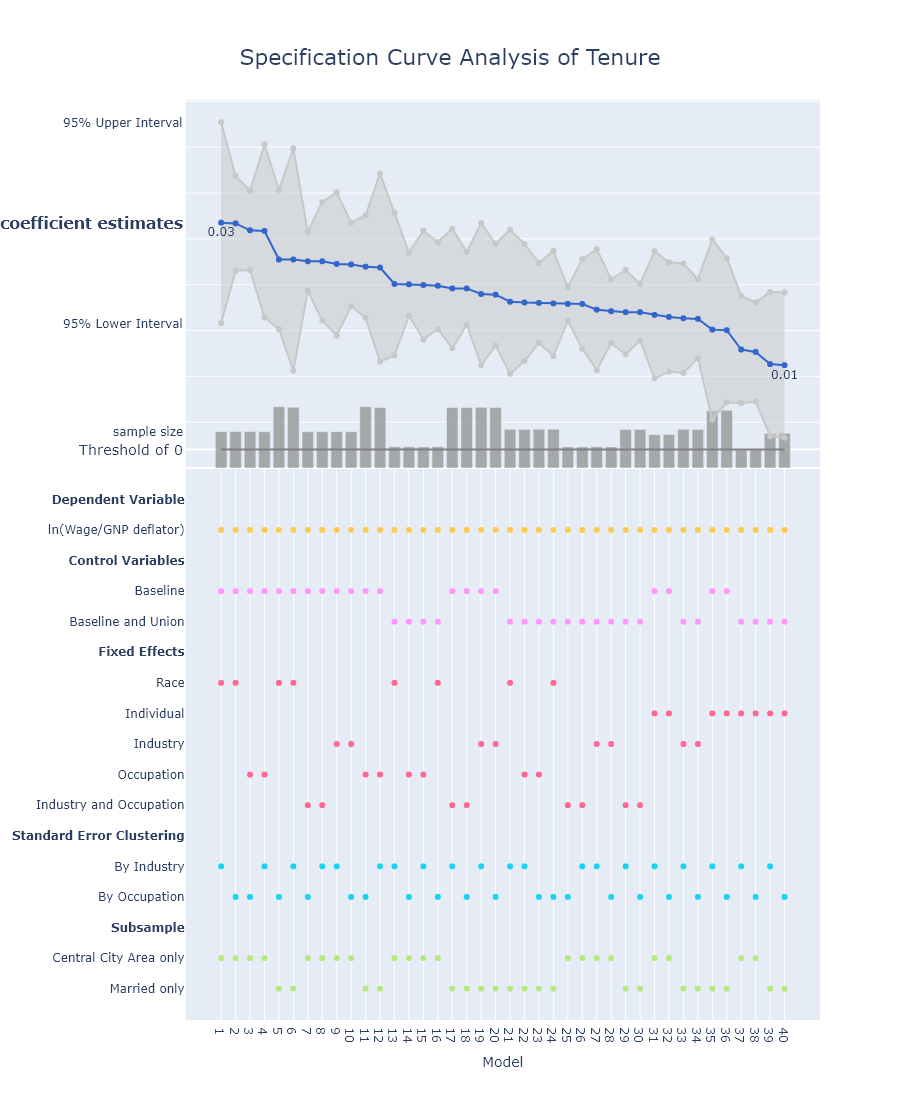 Specification Curve Analysis of Tenure
95% Upper Interval
coefficient estimates
0.03
95% Lower Interval
0.01
sample size
Threshold of 0
Dependent Variable
ln(Wage/GNP deflator)
Control Variables
Baseline
Baseline and Union
Fixed Effects
Race
Individual
Industry
Occupation
Industry and Occupation
Standard Error Clustering
By Industry
By Occupation
Subsample
Central City Area only
Married only
1 2 3 4 5 6 7 8 9 10 11 12 13 14 15 16 17 18 19 20 21 22 23 24 25 26 27 28 29 30 31 32 33 34 35 36 37 38 39 40
Model